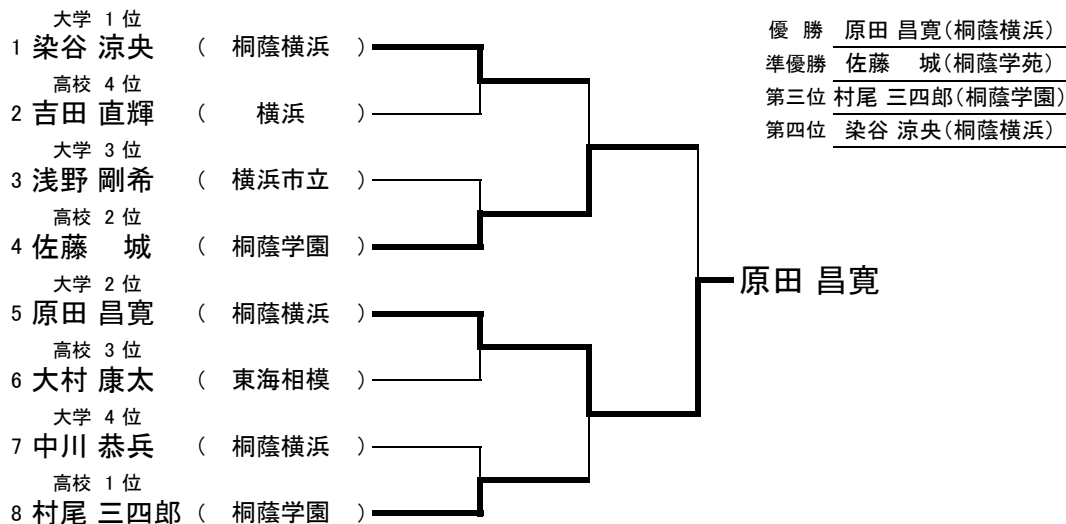 大学 1 位
1 染谷 涼央 ( 桐蔭横浜 )
高校 4 位
2 吉田 直輝 ( 横浜 )
大学 3 位
3 浅野 剛希 ( 横浜市立 )
高校 2 位
4 佐藤 城 ( 桐蔭学園 )
大学 2 位
5 原田 昌寛 ( 桐蔭横浜 )
高校 3 位
6 大村 康太 ( 東海相模 )
大学 4 位
7 中川 恭兵 ( 桐蔭横浜 )
高校 1 位
8 村尾 三四郎 ( 桐蔭学園 )
原田 昌寛
優 勝 原田 昌寛(桐蔭横浜)
準優勝 佐藤 城(桐蔭学苑)
第三位 村尾 三四郎(桐蔭学園)
第四位 染谷 涼央(桐蔭横浜)